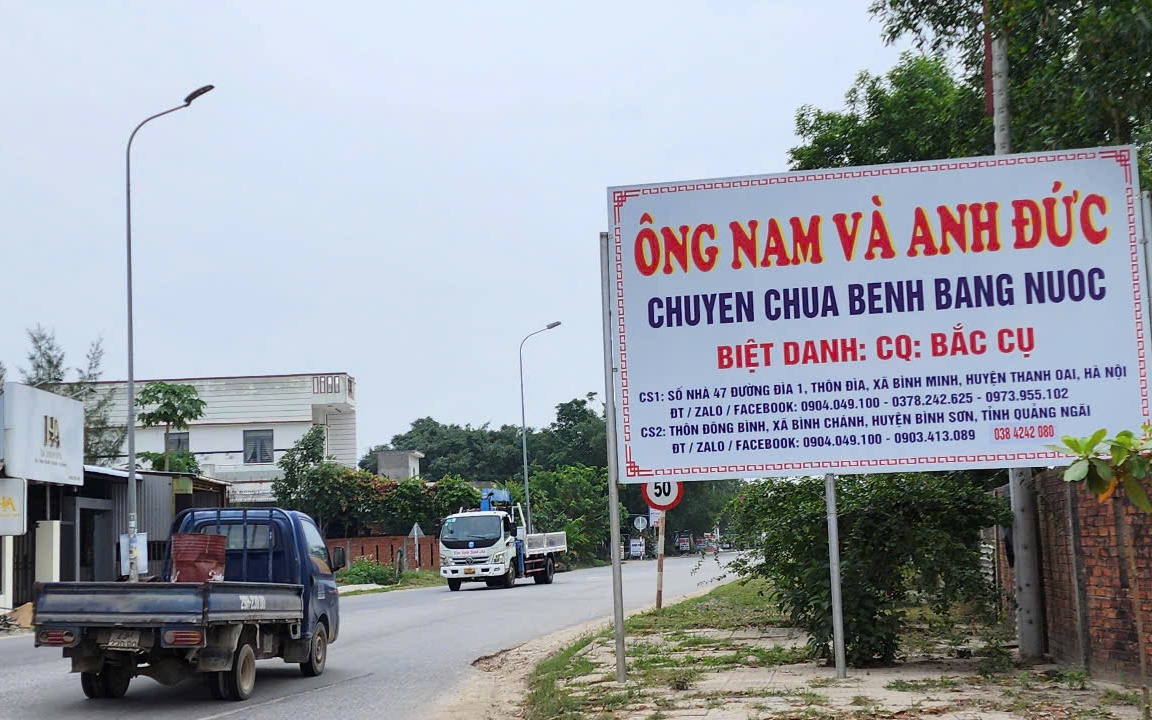 ÔNG NAM VÀ ANH ĐỨC
CHUYEN CHUA BENH BANG NUOC
BIỆT DANH: CQ: BẮC CỤ
CS1: SỐ NHÀ 47 ĐƯỜNG ĐÌA 1, THÔN ĐÌA, XÃ BÌNH MINH, HUYỆN THANH OAI, HÀ NỘI
ĐT / ZALO / FACEBOOK: 0904.049.100 - 0378.242.625 - 0973.955.102
CS2: THÔN ĐÔNG BÌNH, XÃ BÌNH CHÁNH, HUYỆN BÌNH SƠN, TỈNH QUẢNG NGÃI
ĐT / ZALO / FACEBOOK: 0904.049.100 - 0903.413.089
038 4242 080
50